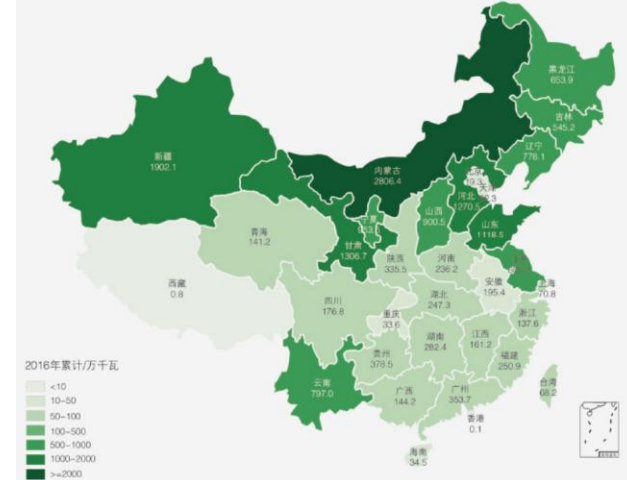 黑龙江
653.9
吉林
545.2
辽宁
778.1
新疆
1902.1
内蒙古
2806.4
河北
1270.5
天津
山西
900.5
山东
1118.5
宁夏
甘肃
1306.7
青海
141.2
陕西
335.5
河南
236.2
西藏
0.8
安徽
195.4
上海
70.8
四川
176.8
湖北
247.3
重庆
33.6
浙江
137.6
湖南
282.4
江西
161.2
贵州
378.5
福建
250.9
云南
797.0
台湾
68.2
广西
144.2
广州
353.7
香港
0.1
海南
34.5
2016年累计/万千瓦
<10
10-50
50-100
100-500
500-1000
1000-2000
>=2000